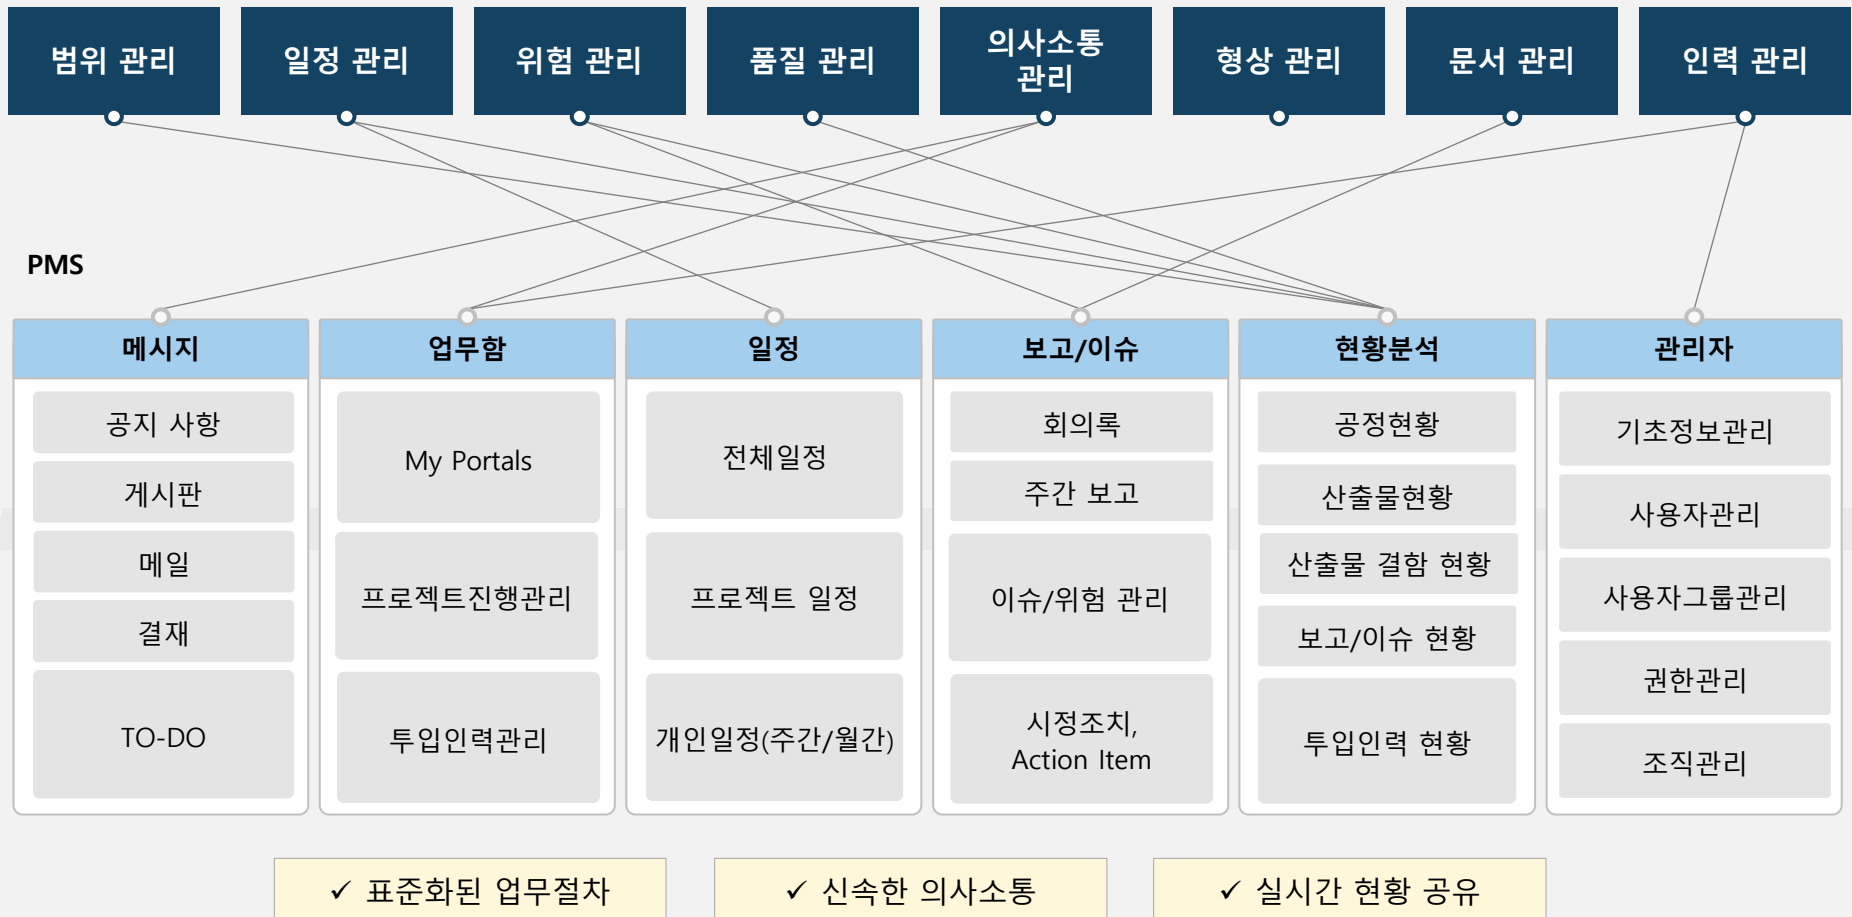 범위 관리
일정 관리
위험 관리
품질 관리
의사소통
관리
형상 관리
문서 관리
인력 관리
PMS
메시지
공지 사항
게시판
메일
결재
TO-DO
업무함
My Portals
프로젝트진행관리
투입인력관리
일정
전체일정
프로젝트 일정
개인일정(주간/월간)
보고/이슈
회의록
주간 보고
이슈/위험 관리
시정조치,
Action Item
현황분석
공정현황
산출물현황
산출물 결함 현황
보고/이슈 현황
투입인력 현황
관리자
기초정보관리
사용자관리
사용자그룹관리
권한관리
조직관리
✓ 표준화된 업무절차
✓ 신속한 의사소통
✓ 실시간 현황 공유